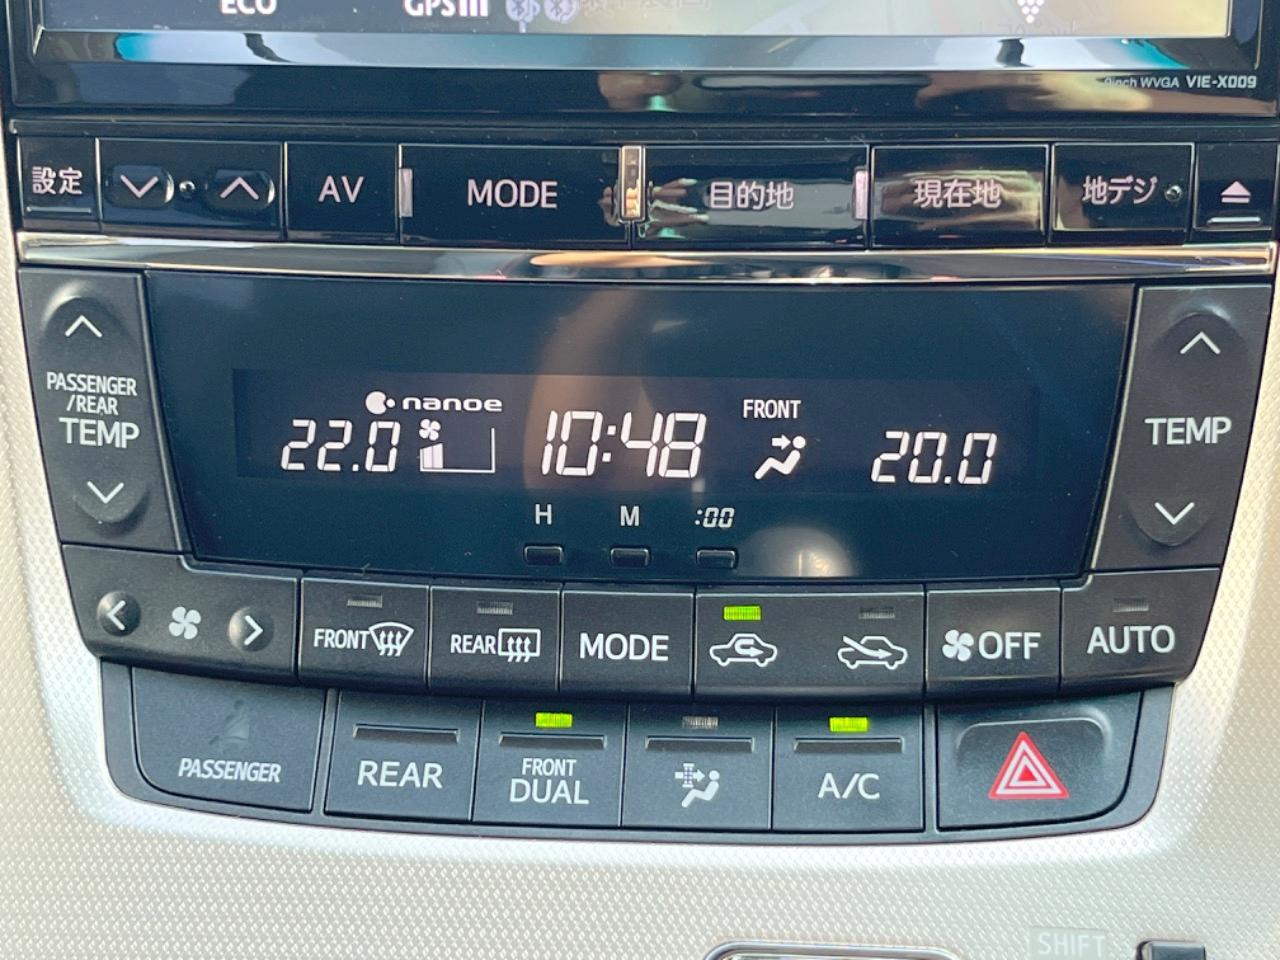 ECO GPS
9inch WVGA VIE-X009
設定 AV MODE 目的地 現在地 地デジ
PASSENGER
/REAR
TEMP
nanoe
22.0 10:48 FRONT 20.0
H M :00
TEMP
FRONT REAR MODE OFF AUTO
PASSENGER REAR FRONT
DUAL A/C
SHIFT